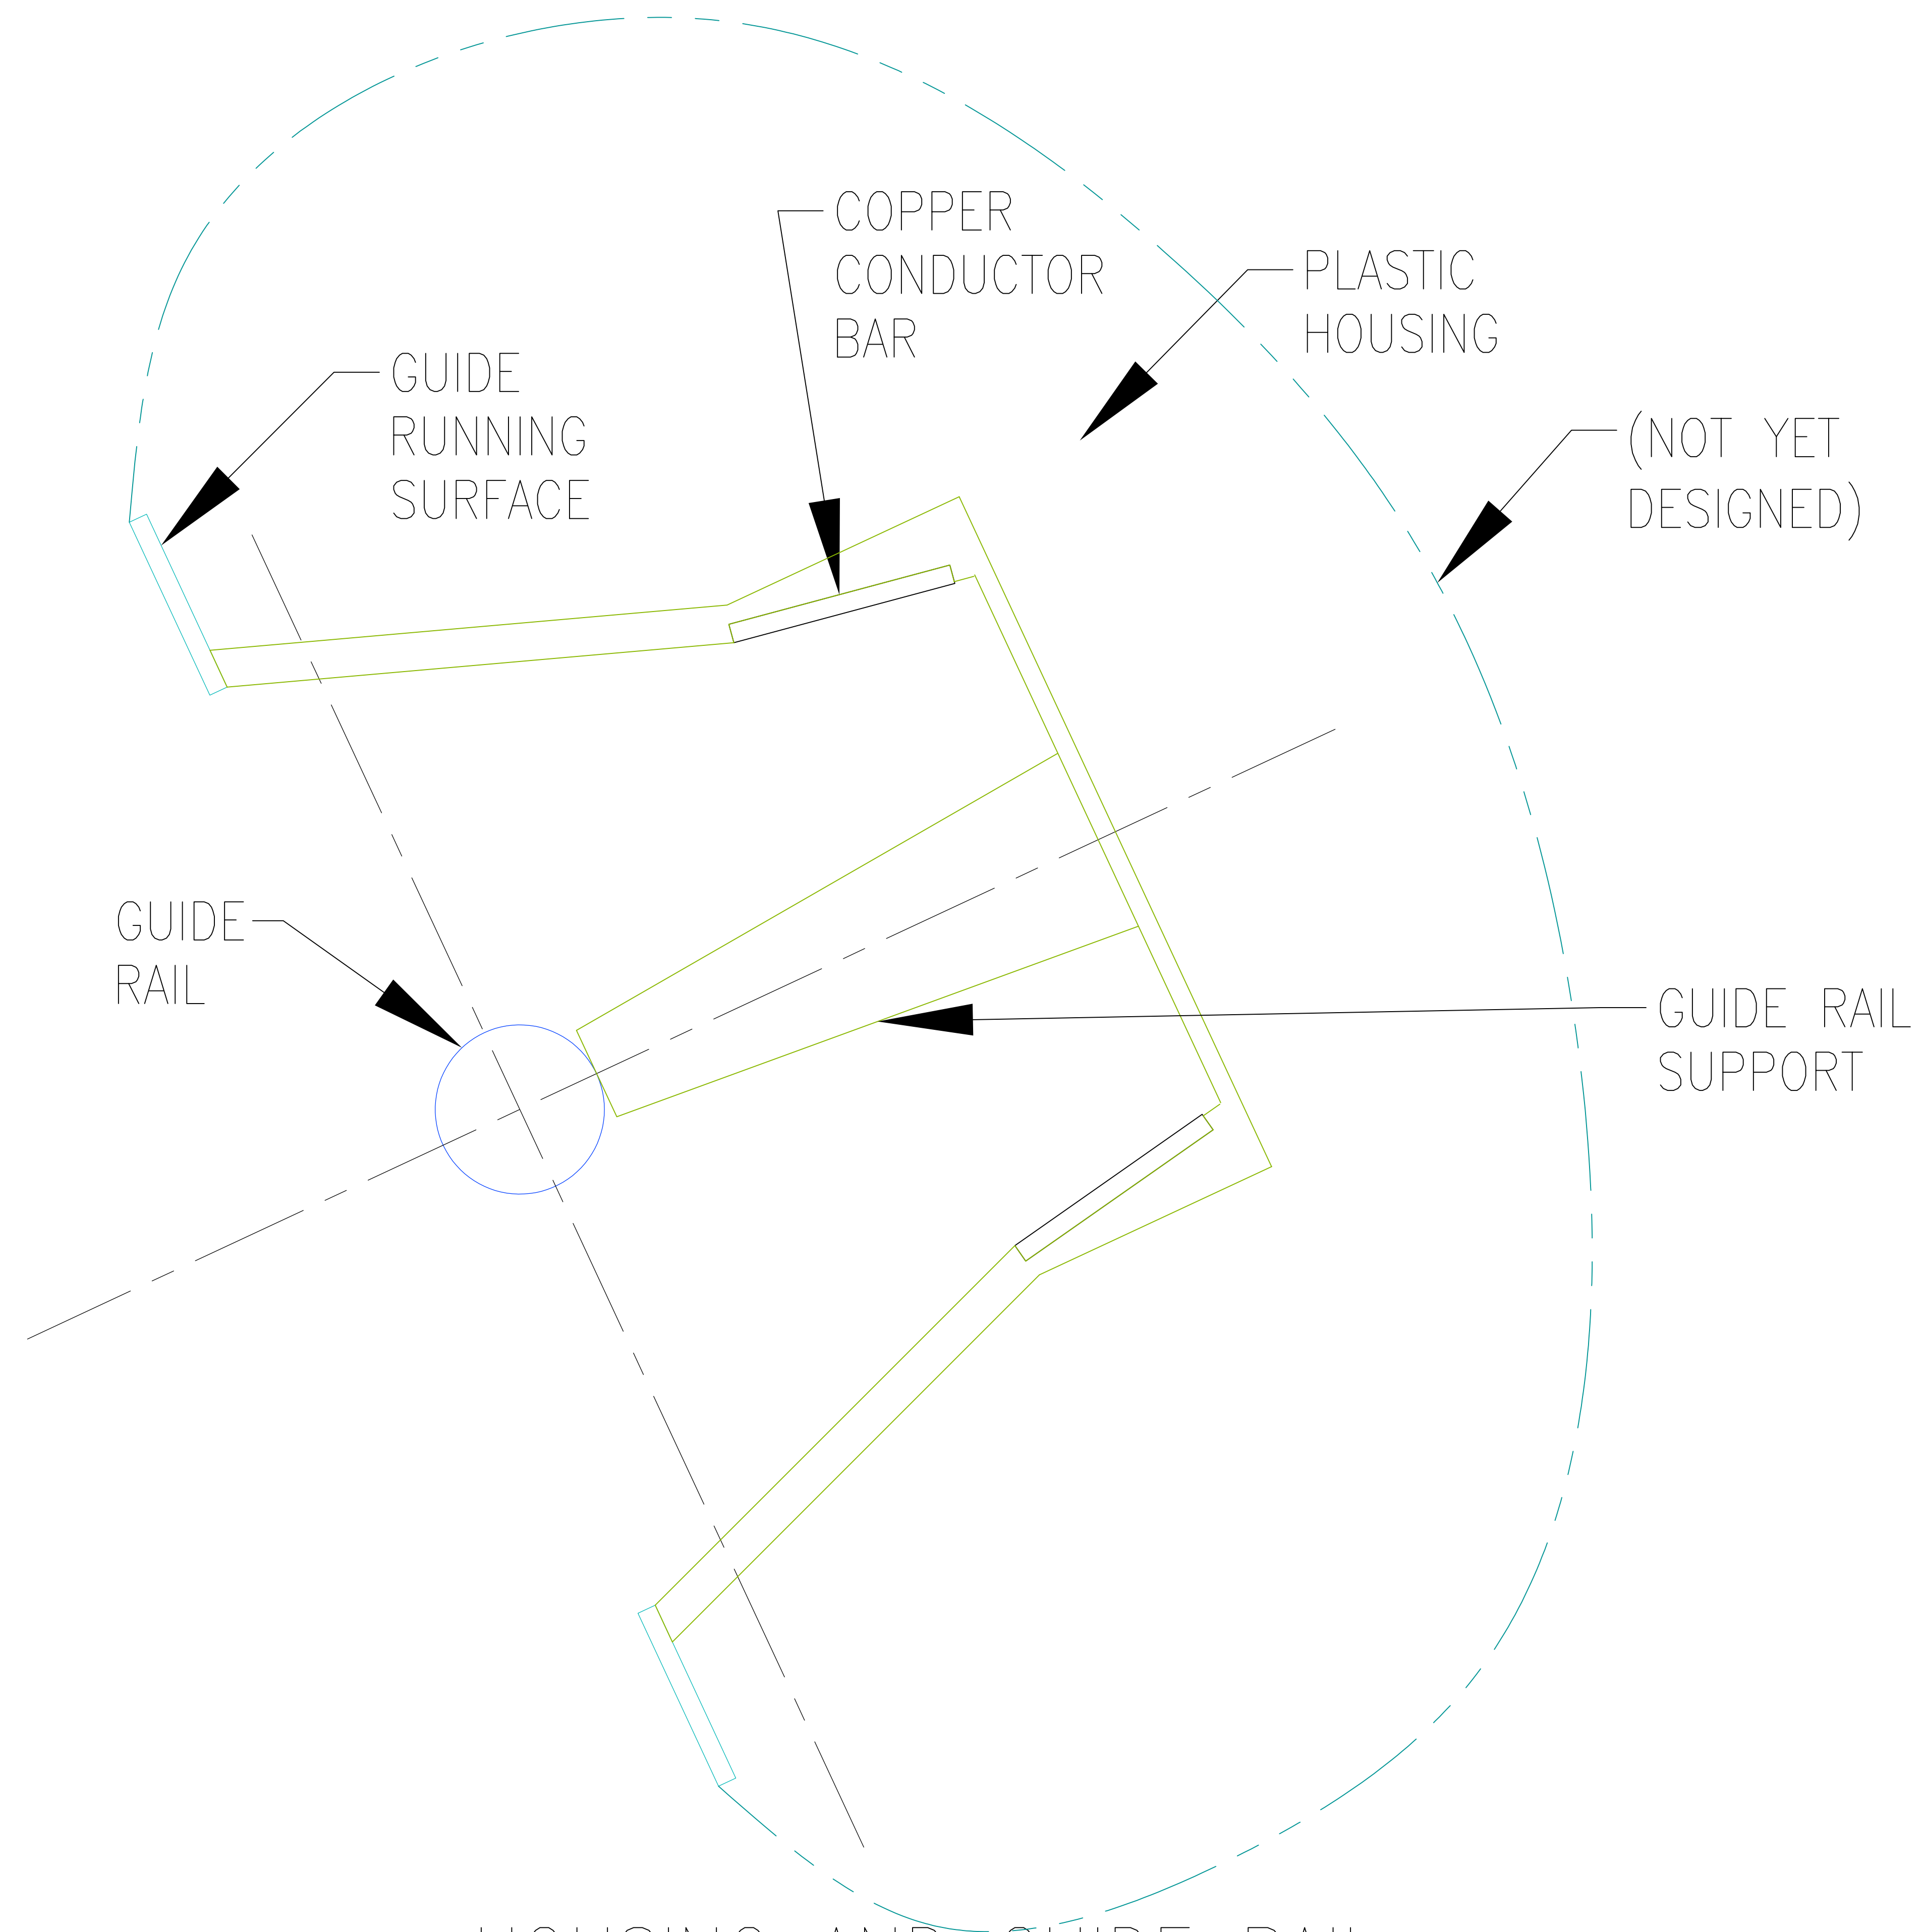 COPPER
CONDUCTOR
BAR
PLASTIC
HOUSING
GUIDE
RUNNING
SURFACE
(NOT YET
DESIGNED)
GUIDE
RAIL
GUIDE RAIL
SUPPORT